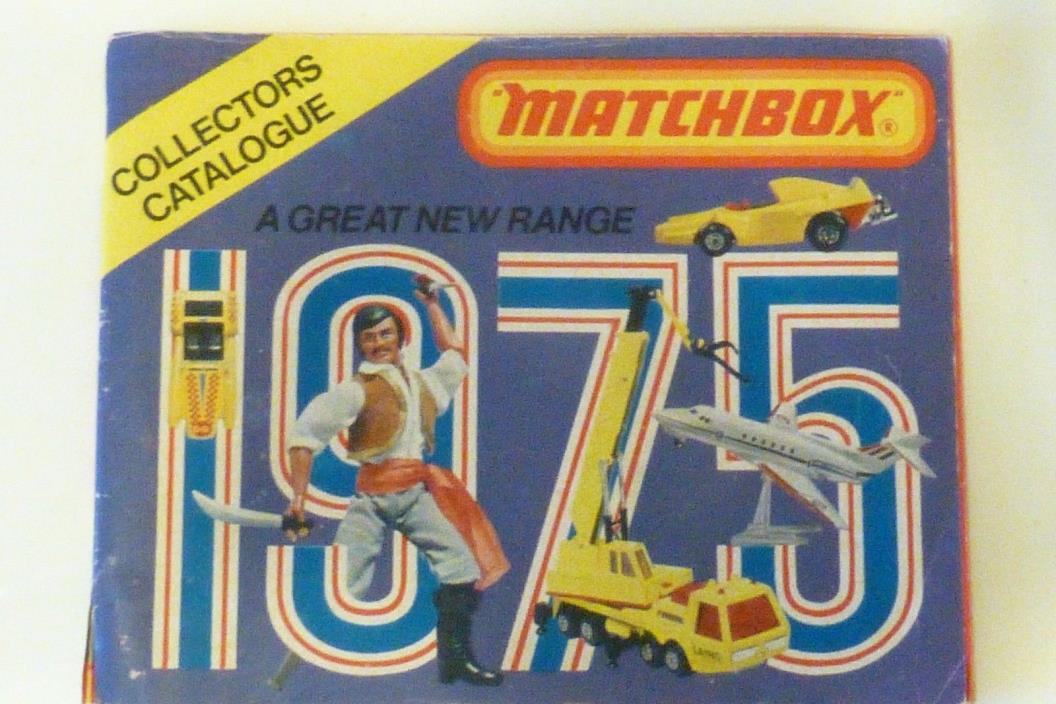 COLLECTORS
CATALOGUE
"MATCHBOX"®
A GREAT NEW RANGE
1975